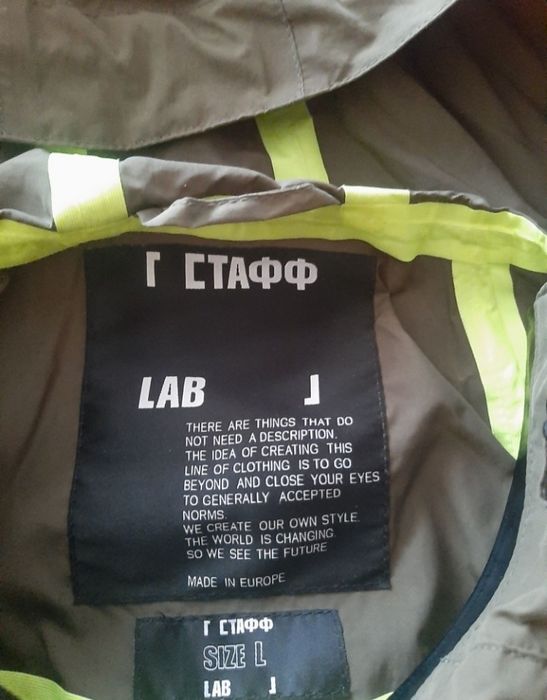 Г СТАФФ
LAB
THERE ARE THINGS THAT DO
NOT NEED A DESCRIPTION.
THE IDEA OF CREATING THIS
LINE OF CLOTHING IS TO GO
BEYOND AND CLOSE YOUR EYES
TO GENERALLY ACCEPTED
NORMS.
WE CREATE OUR OWN STYLE.
THE WORLD IS CHANGING.
SO WE SEE THE FUTURE
MADE IN EUROPE
Г СТАФФ
SIZE L
LAB